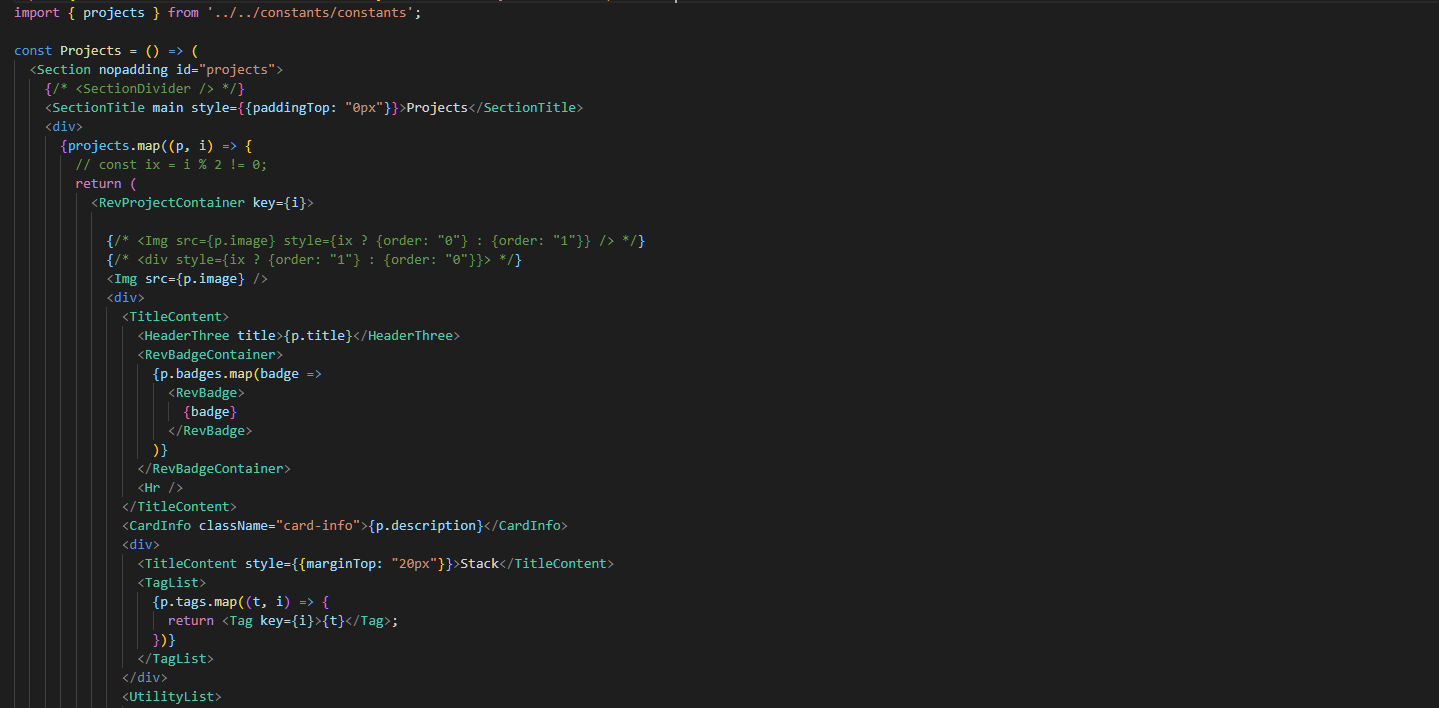 import { projects } from '../../constants/constants';
const Projects = () => (
<Section nopadding id="projects">
{/* <SectionDivider /> */}
<SectionTitle main style={{paddingTop: "0px"}}>Projects</SectionTitle>
<div>
{projects.map((p, i) => {
// const ix = i % 2 != 0;
return (
<RevProjectContainer key={i}>
{/* <Img src={p.image} style={ix ? {order: "0"} : {order: "1"}} /> */}
{/* <div style={ix ? {order: "1"} : {order: "0"}}> */}
<Img src={p.image} />
<div>
<TitleContent>
<HeaderThree title>{p.title}</HeaderThree>
<RevBadgeContainer>
{p.badges.map(badge =>
<RevBadge>
{badge}
</RevBadge>
)}
</RevBadgeContainer>
<Hr />
</TitleContent>
<CardInfo className="card-info">{p.description}</CardInfo>
<div>
<TitleContent style={{marginTop: "20px"}}>Stack</TitleContent>
<TagList>
{p.tags.map((t, i) => {
return <Tag key={i}>{t}</Tag>;
})}
</TagList>
</div>
<UtilityList>